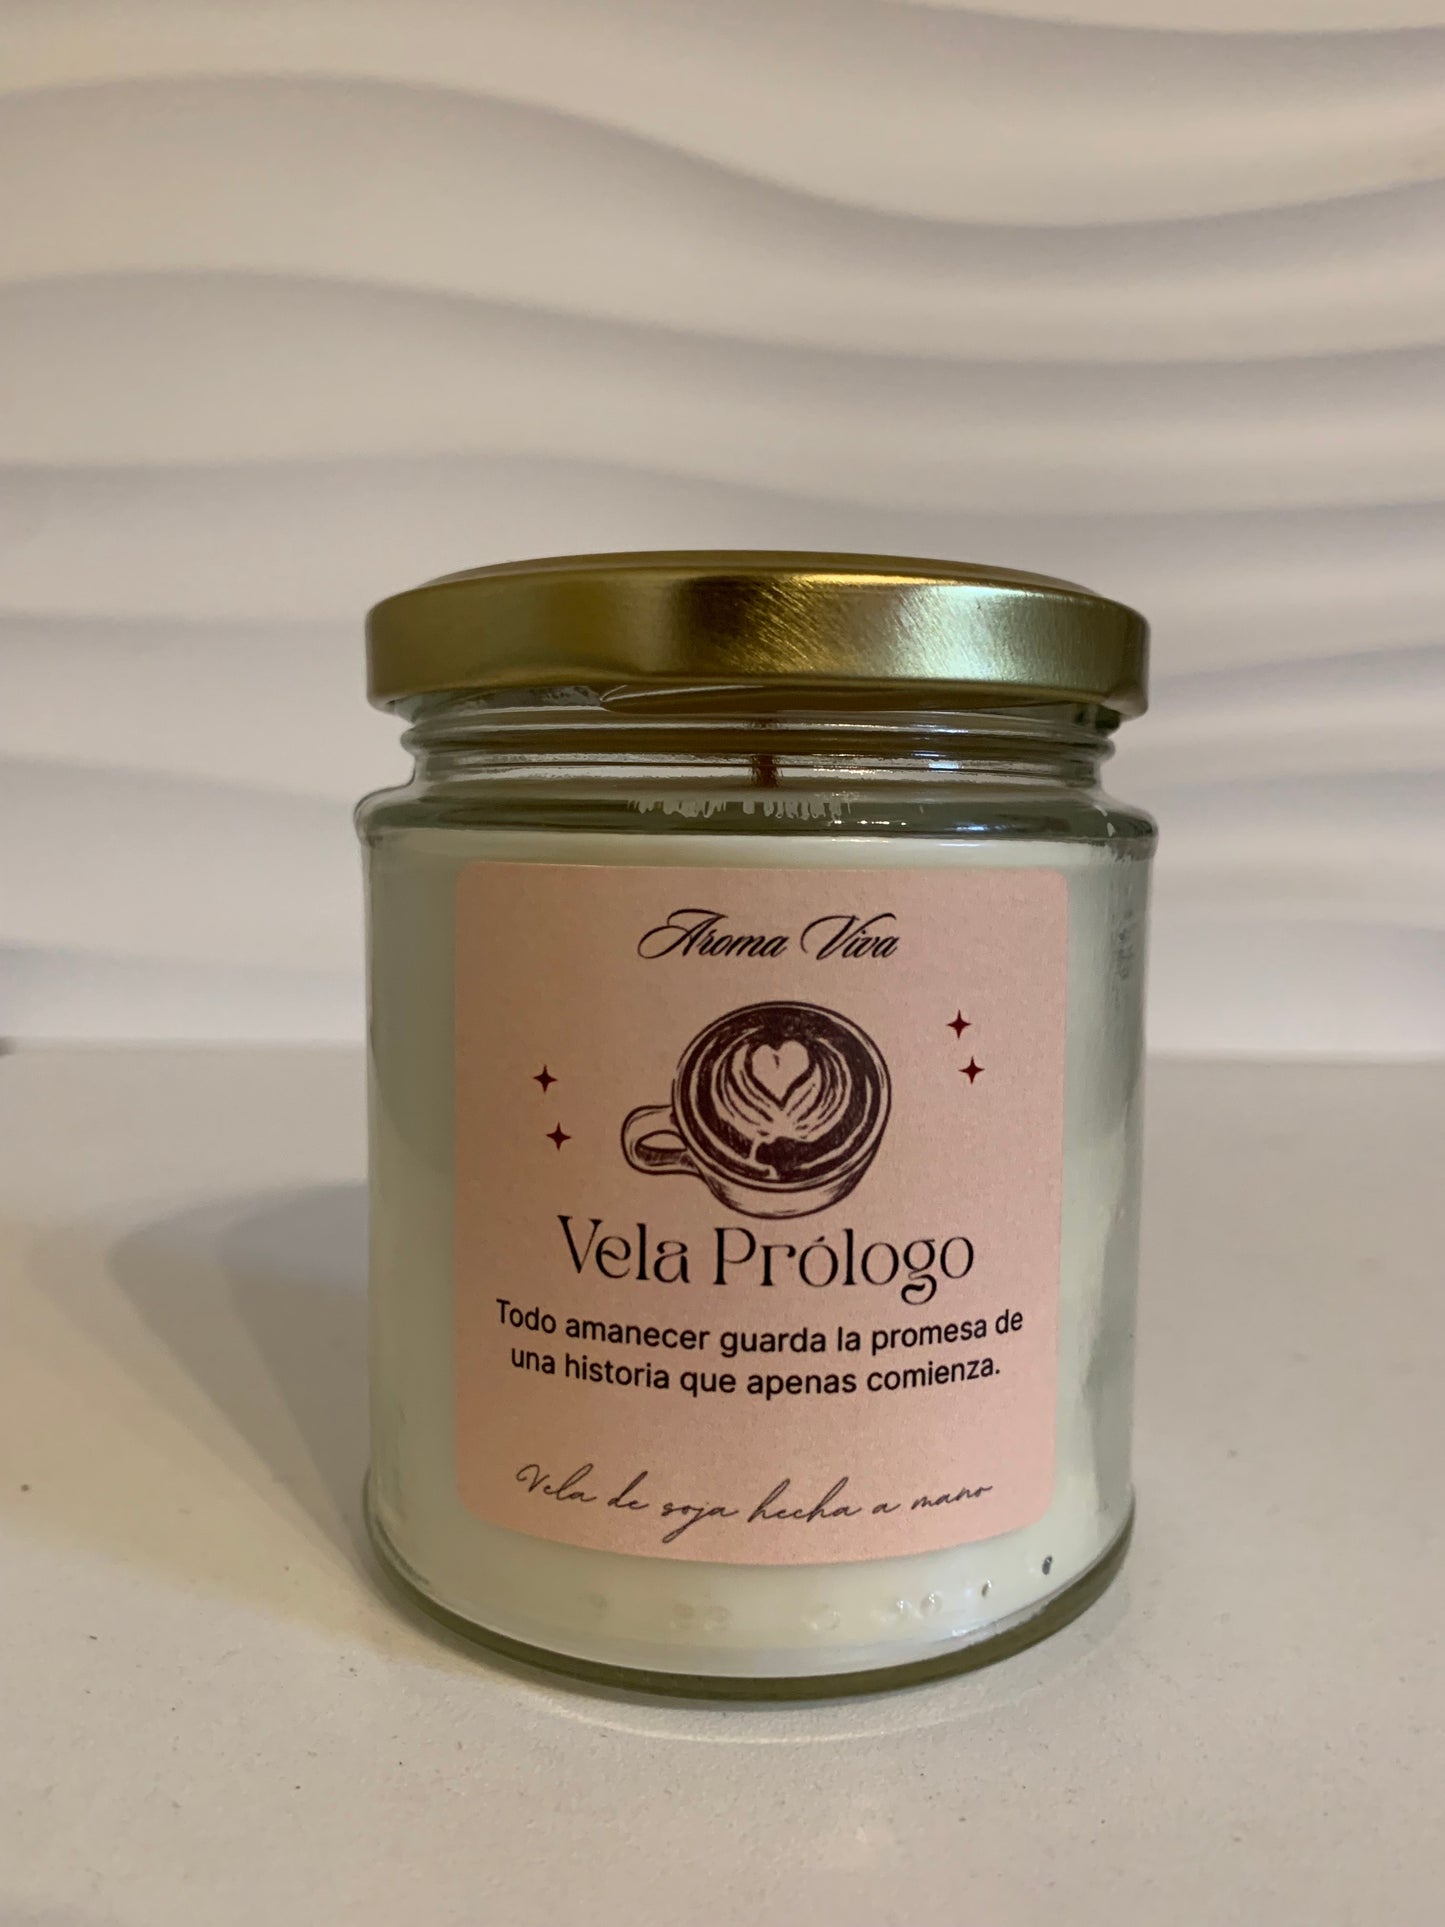 Aroma Viva
Vela Prólogo
Todo amanecer guarda la promesa de
una historia que apenas comienza.
Vela de soja hecha a mano